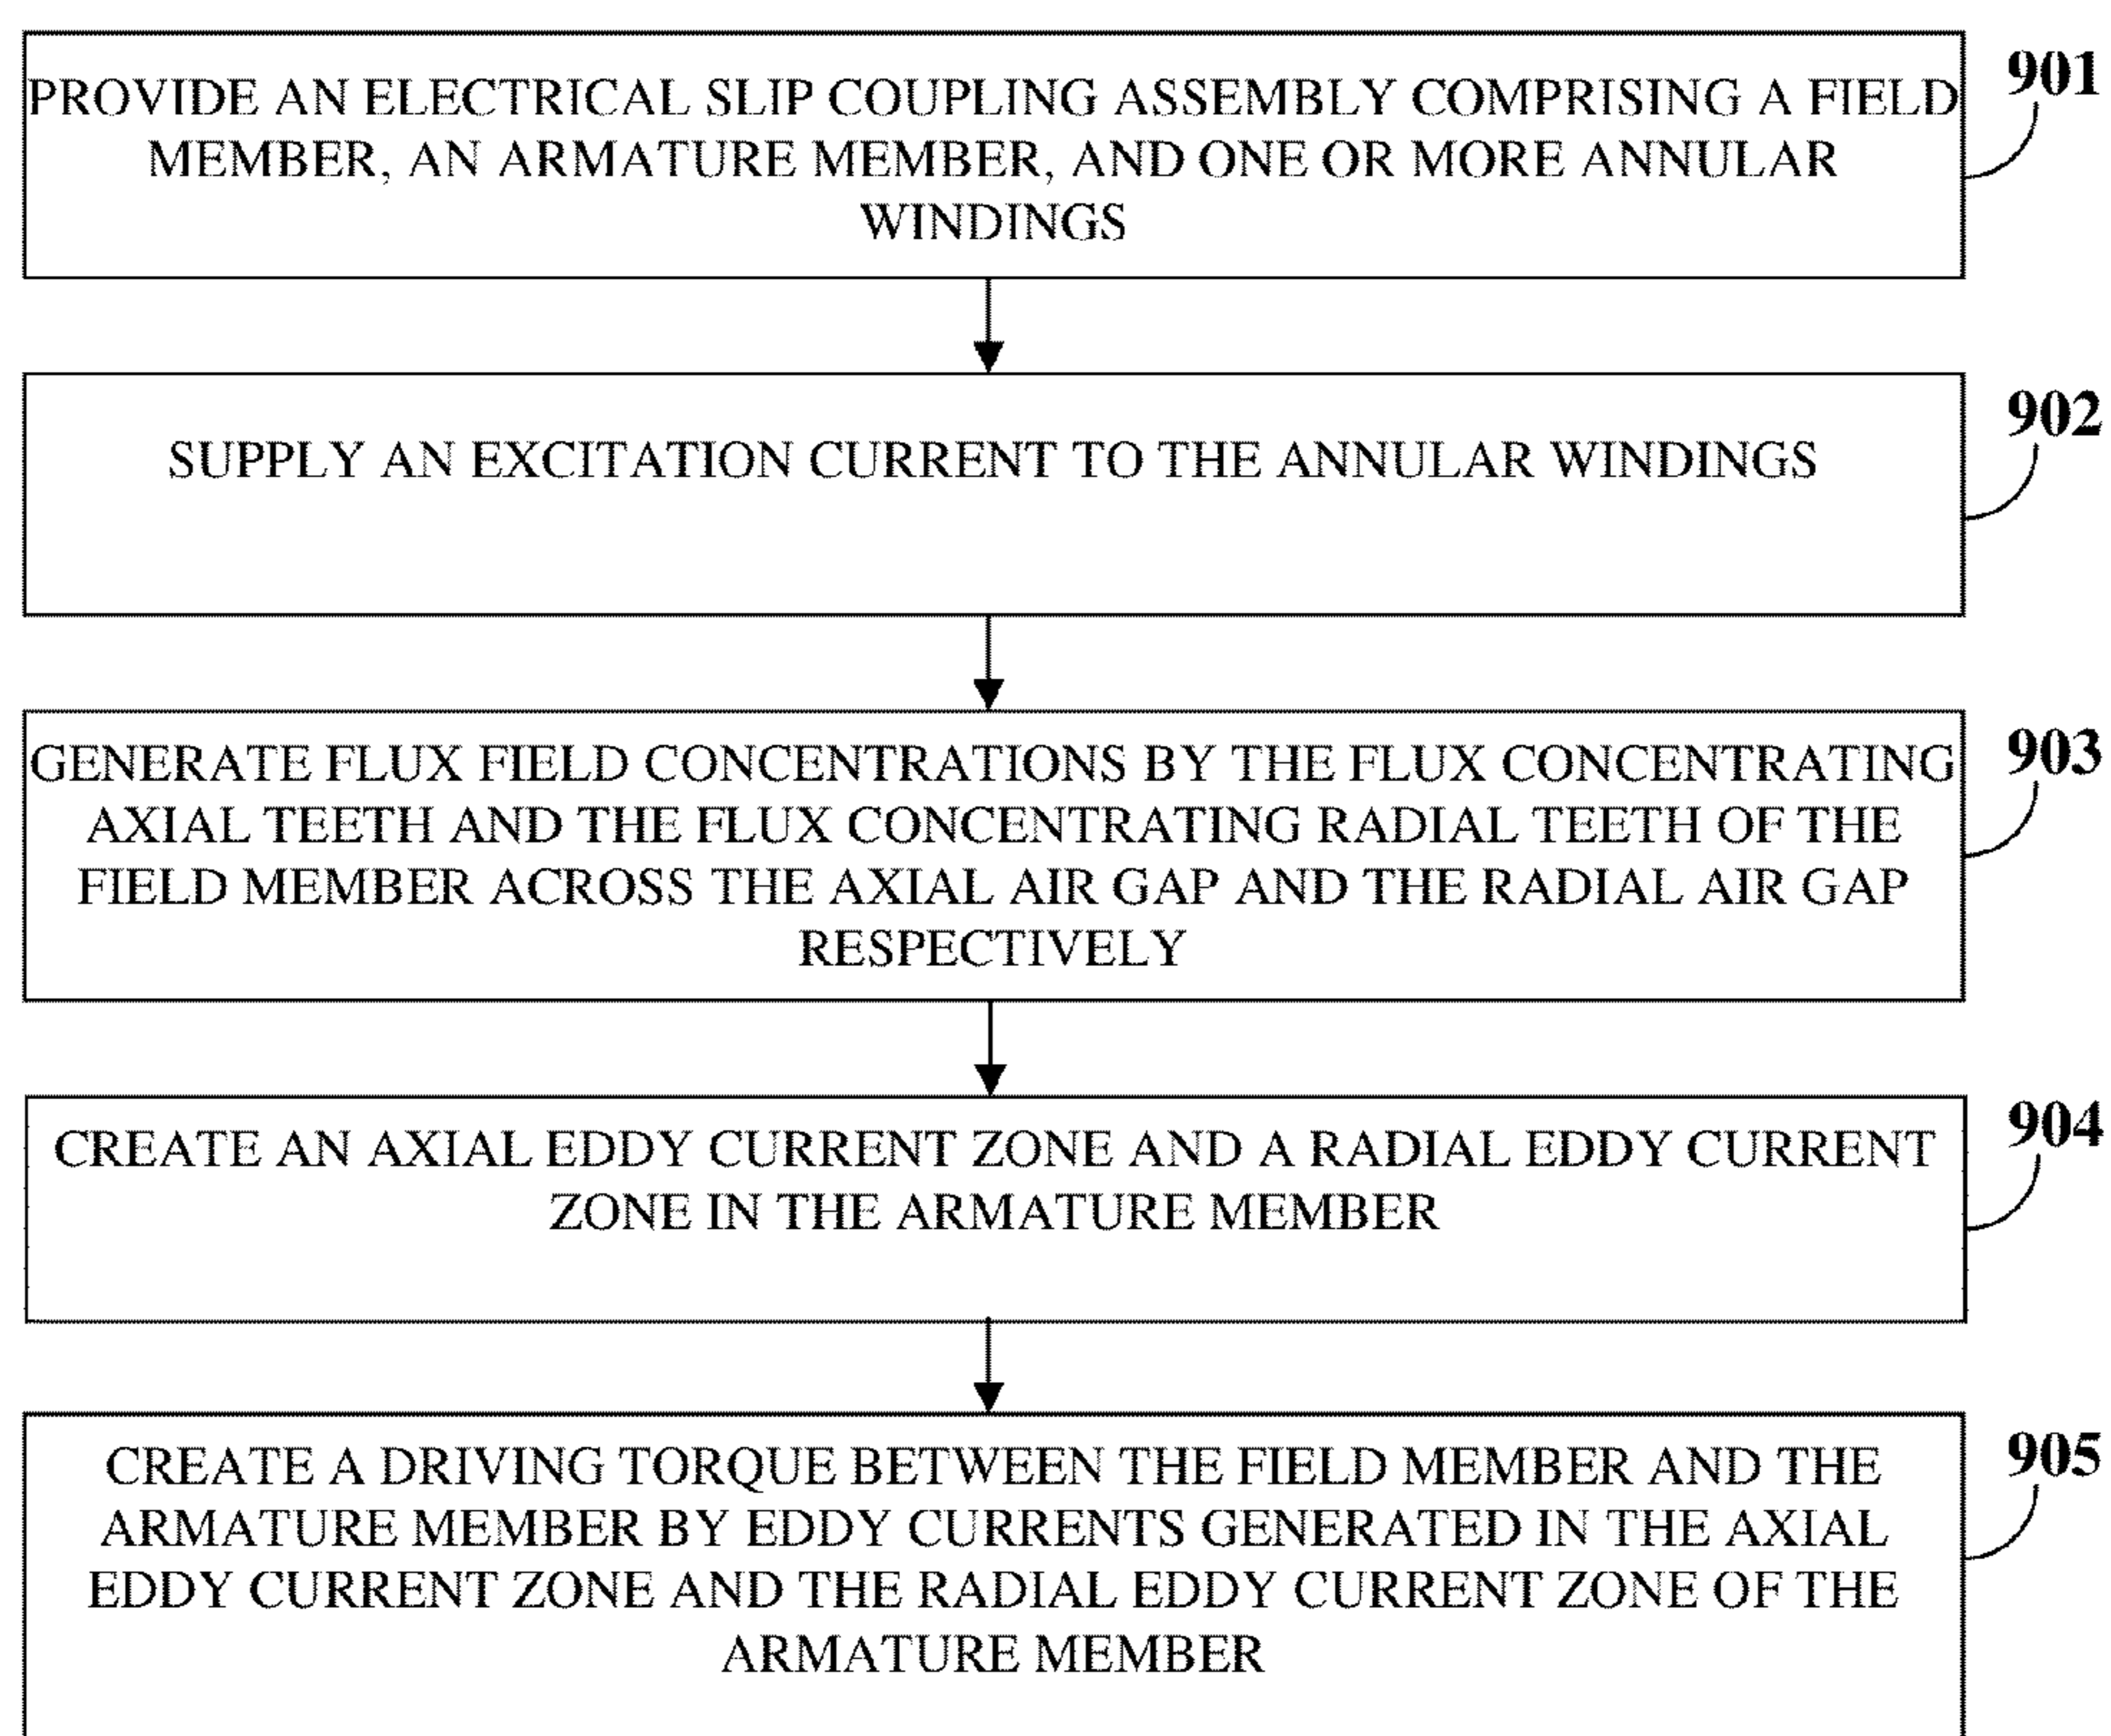 PROVIDE AN ELECTRICAL SLIP COUPLING ASSEMBLY COMPRISING A FIELD
MEMBER, AN ARMATURE MEMBER, AND ONE OR MORE ANNULAR
WINDINGS
901
SUPPLY AN EXCITATION CURRENT TO THE ANNULAR WINDINGS
902
GENERATE FLUX FIELD CONCENTRATIONS BY THE FLUX CONCENTRATING
AXIAL TEETH AND THE FLUX CONCENTRATING RADIAL TEETH OF THE
FIELD MEMBER ACROSS THE AXIAL AIR GAP AND THE RADIAL AIR GAP
RESPECTIVELY
903
CREATE AN AXIAL EDDY CURRENT ZONE AND A RADIAL EDDY CURRENT
ZONE IN THE ARMATURE MEMBER
904
CREATE A DRIVING TORQUE BETWEEN THE FIELD MEMBER AND THE
ARMATURE MEMBER BY EDDY CURRENTS GENERATED IN THE AXIAL
EDDY CURRENT ZONE AND THE RADIAL EDDY CURRENT ZONE OF THE
ARMATURE MEMBER
905